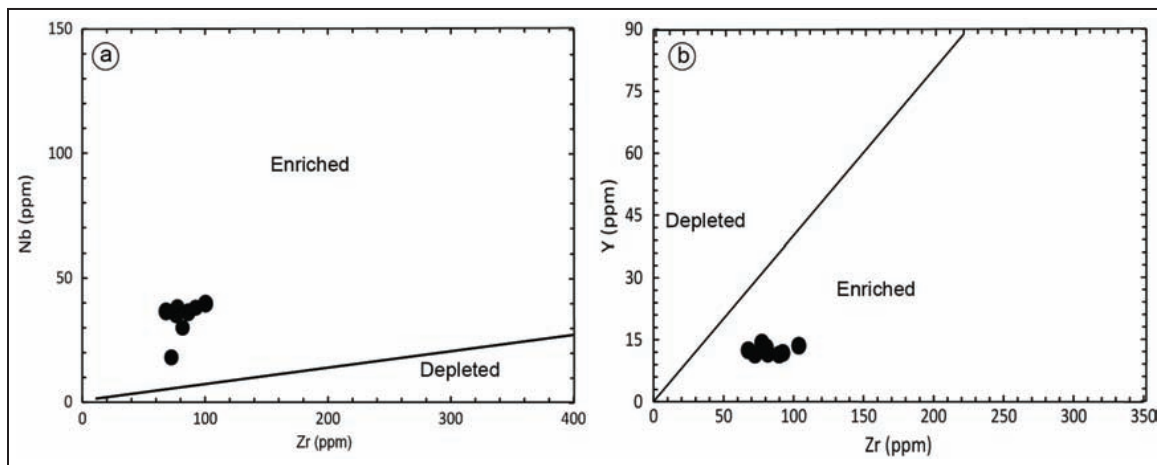 a
150
100
50
0
Nb (ppm)
Enriched
Depleted
0 100 200 300 400
Zr (ppm)
b
90
75
60
45
30
15
0
Y (ppm)
Depleted
Enriched
0 50 100 150 200 250 300 350
Zr (ppm)